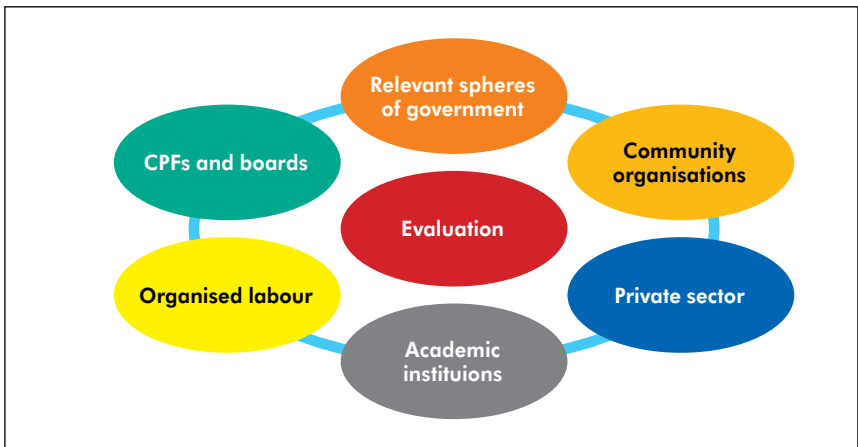 Relevant spheres
of government
CPFs and boards
Community
organisations
Evaluation
Organised labour
Private sector
Academic
instituions